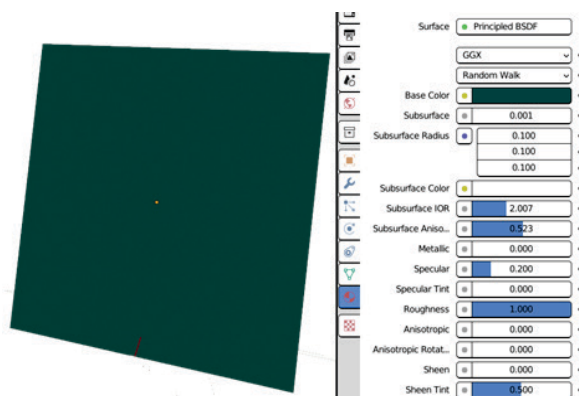 Surface Principled BSDF
GGX
Random Walk
Base Color
Subsurface 0.001
Subsurface Radius 0.100
0.100
0.100
Subsurface Color
Subsurface IOR 2.007
Subsurface Aniso... 0.523
Metallic 0.000
Specular 0.200
Specular Tint 0.000
Roughness 1.000
Anisotropic 0.000
Anisotropic Rotat... 0.000
Sheen 0.000
Sheen Tint 0.500